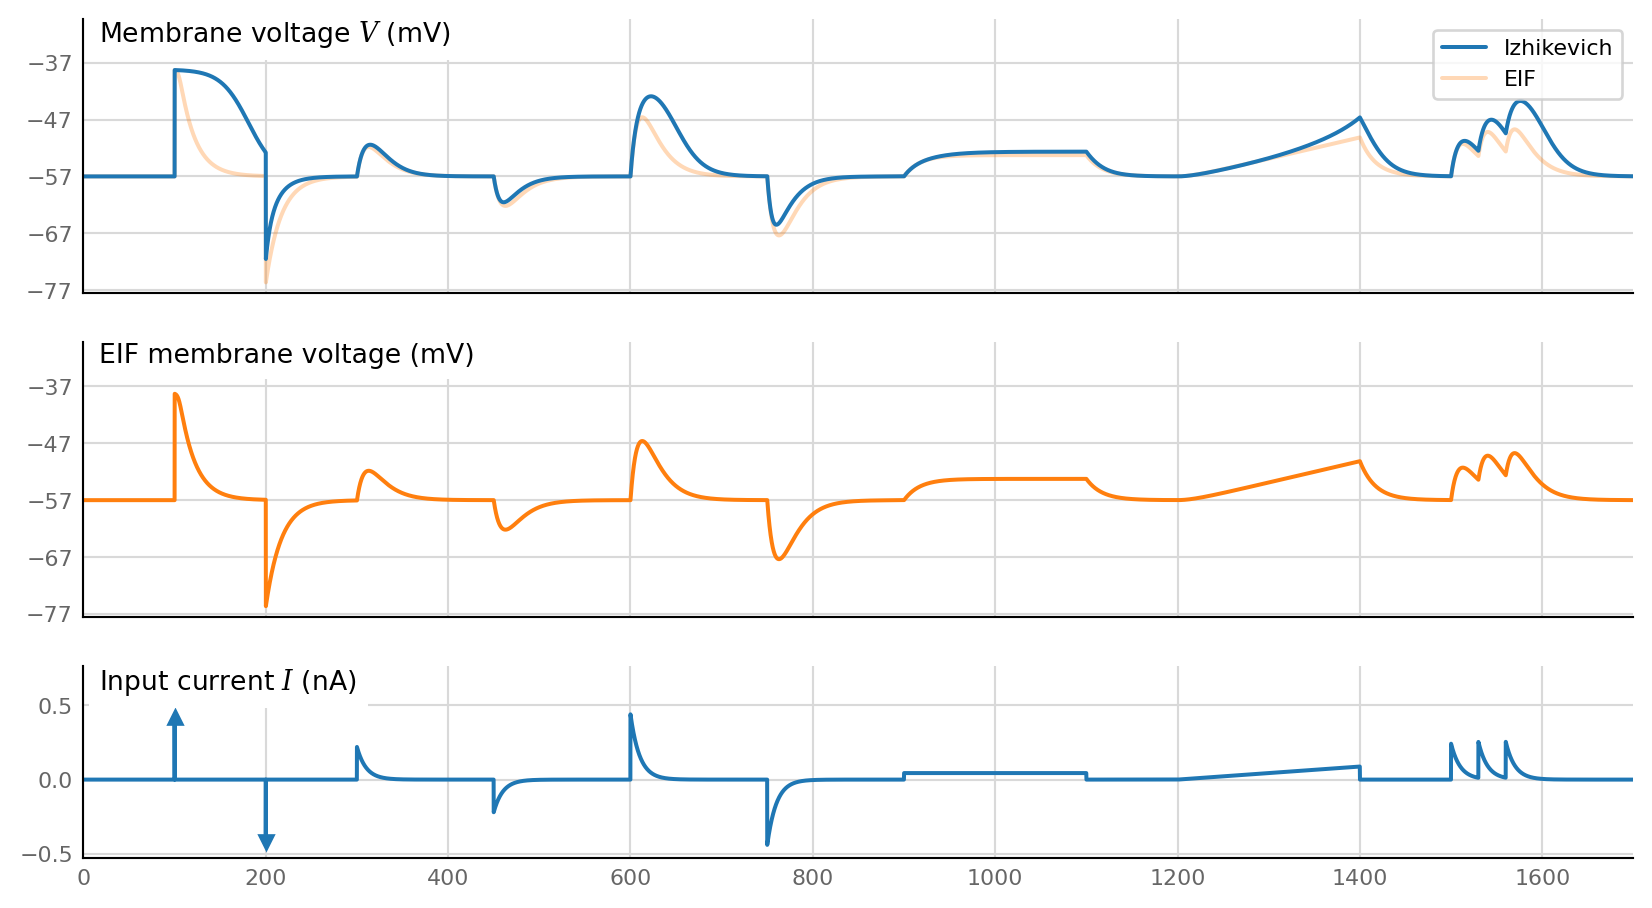 Membrane voltage V (mV)
Izhikevich
EIF
−37
−47
−57
−67
−77
EIF membrane voltage (mV)
−37
−47
−57
−67
−77
Input current I (nA)
0.5
0.0
−0.5
0 200 400 600 800 1000 1200 1400 1600